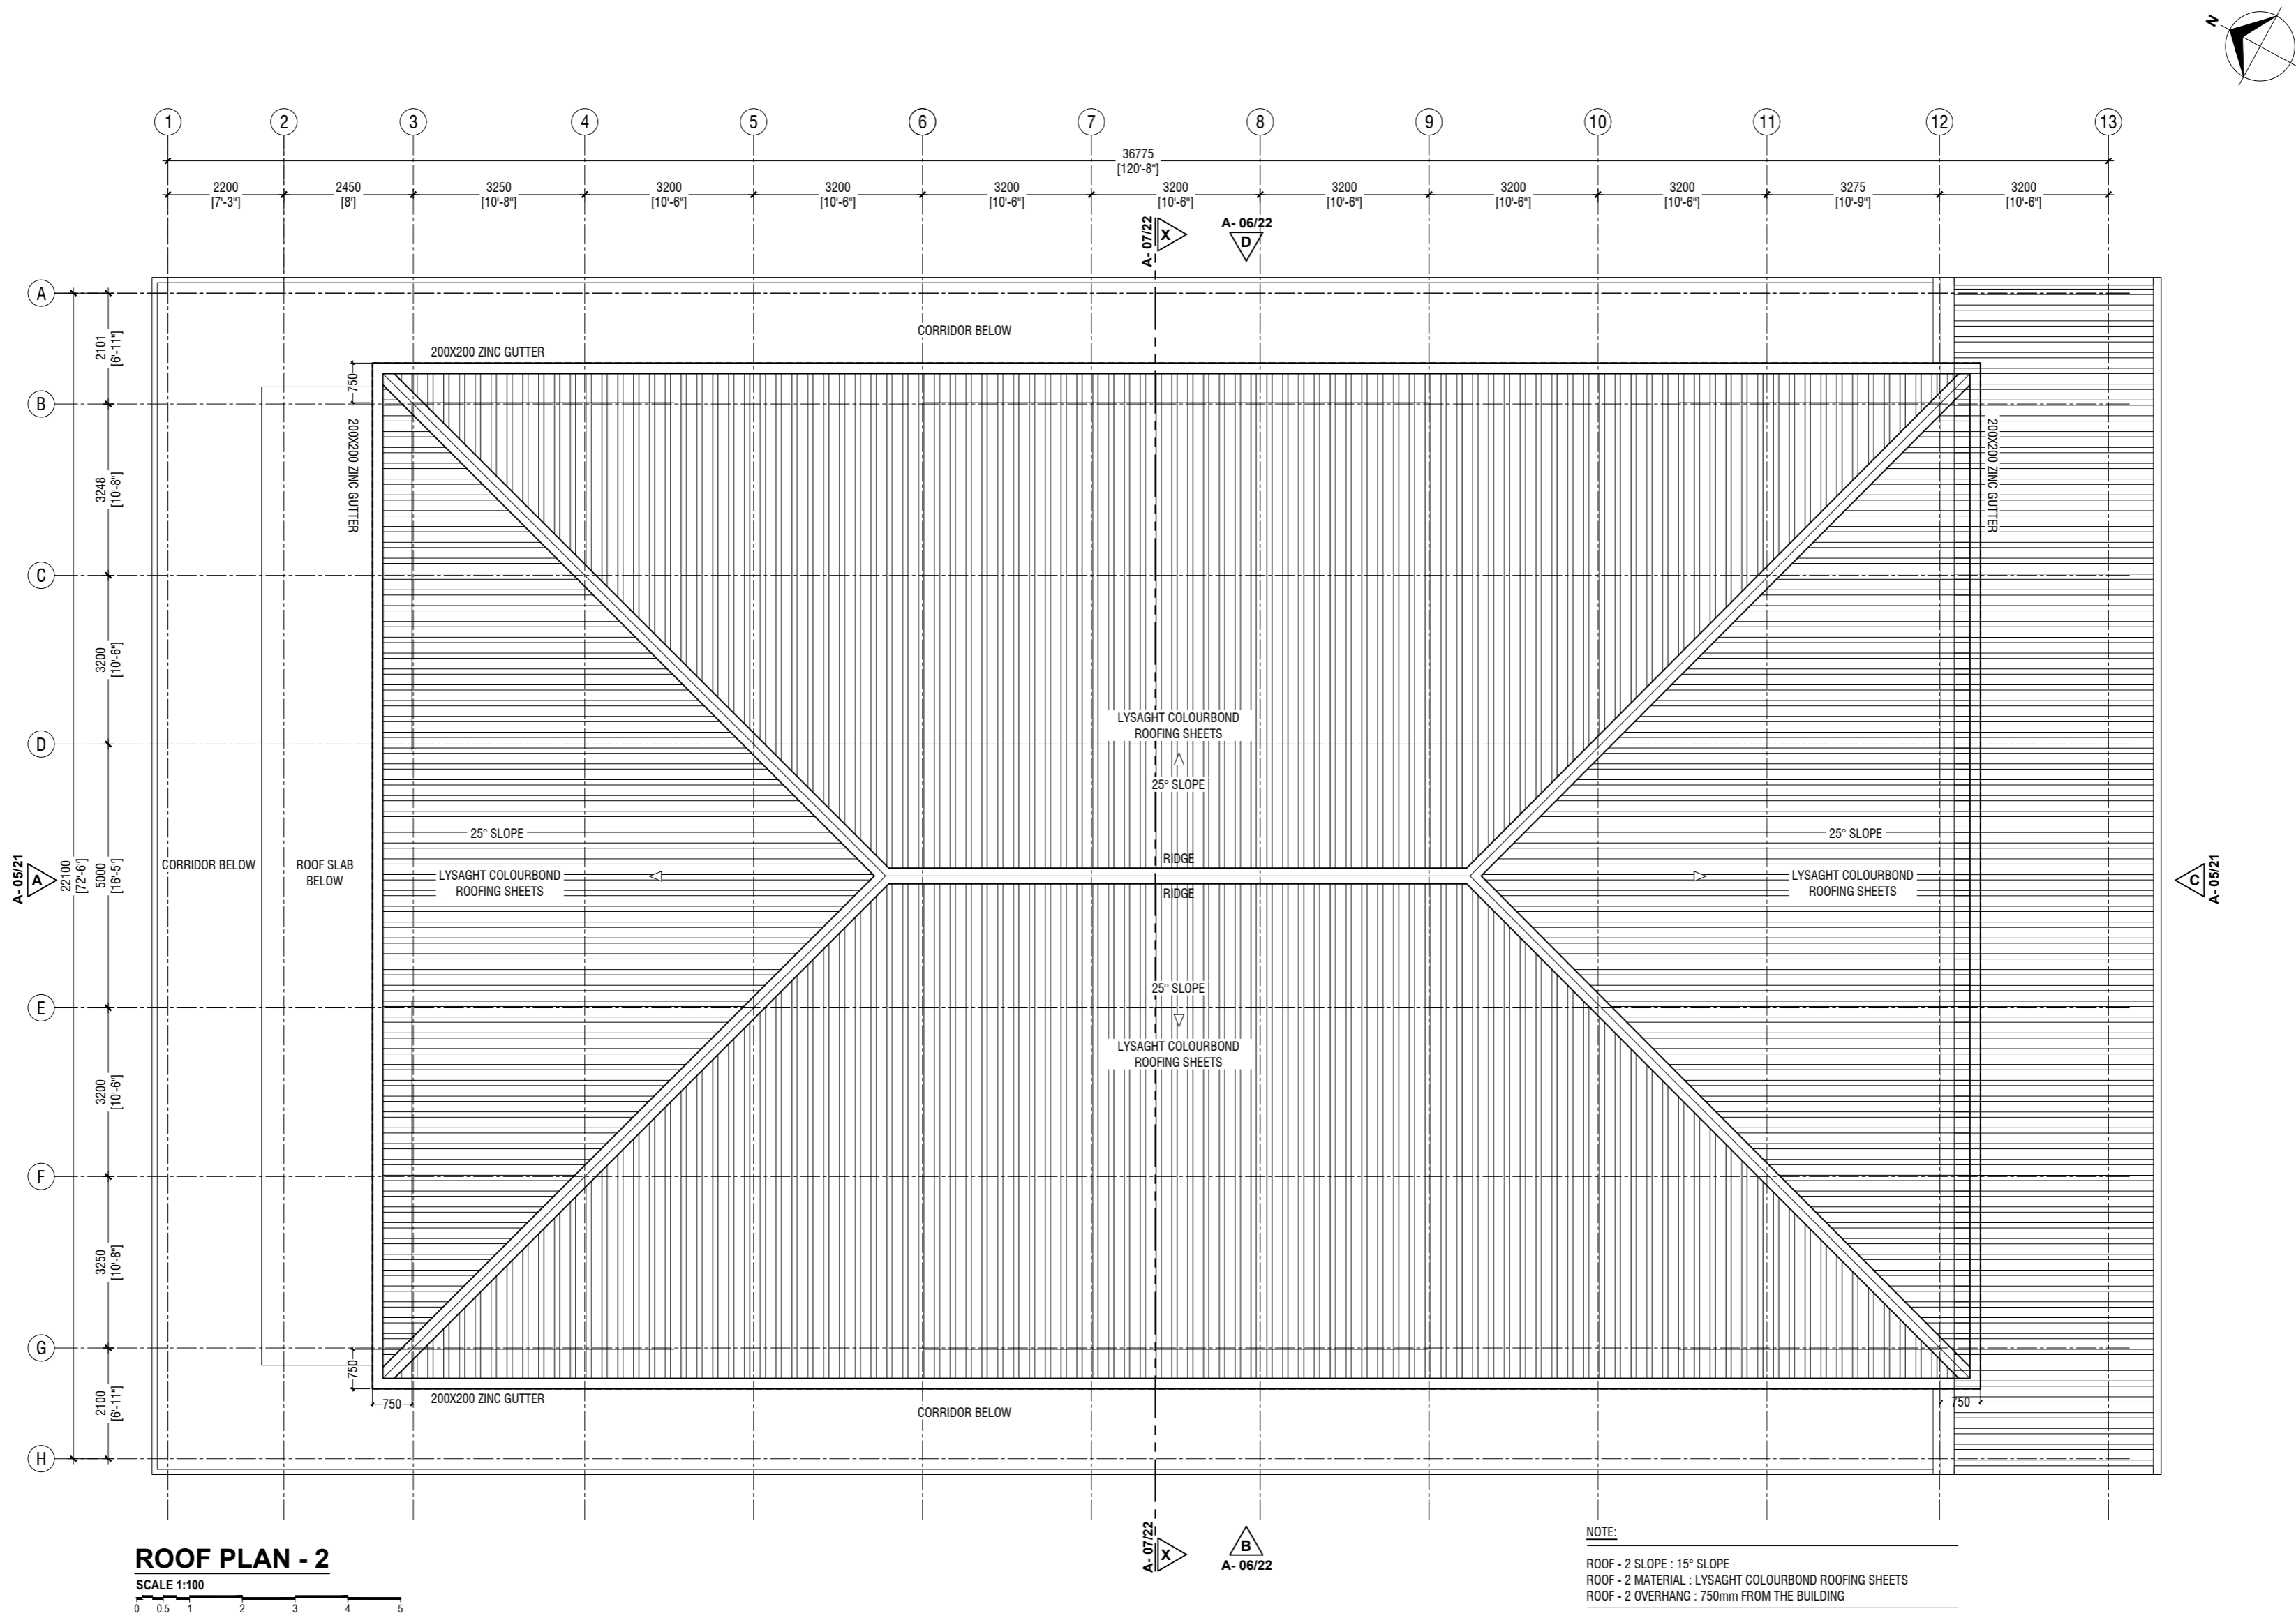 N
1 2 3 4 5 6 7 8 9 10 11 12 13
36775
[120'-8"]
2200 2450 3250 3200 3200 3200 3200 3200 3200 3200 3275 3200
[7'-3"] [8'] [10'-8"] [10'-6"] [10'-6"] [10'-6"] [10'-6"] [10'-6"] [10'-6"] [10'-6"] [10'-9"] [10'-6"]
A- 07/22
X
A- 06/22
D
A
B
C
D
E
F
G
H
2101
[6'-11"]
3248
[10'-8"]
3200
[10'-6"]
5000
[16'-5"]
3200
[10'-6"]
3250
[10'-8"]
2100
[6'-11"]
22100
[72'-6"]
A- 05/21
A
CORRIDOR BELOW
200X200 ZINC GUTTER
750
200X200 ZINC GUTTER
200X200 ZINC GUTTER
LYSAGHT COLOURBOND
ROOFING SHEETS
25° SLOPE
25° SLOPE
25° SLOPE
CORRIDOR BELOW
ROOF SLAB
BELOW
LYSAGHT COLOURBOND
ROOFING SHEETS
RIDGE
RIDGE
LYSAGHT COLOURBOND
ROOFING SHEETS
C
A- 05/21
25° SLOPE
LYSAGHT COLOURBOND
ROOFING SHEETS
750
750
200X200 ZINC GUTTER
750
CORRIDOR BELOW
A- 07/22
X
B
A- 06/22
ROOF PLAN - 2
SCALE 1:100
0 0.5 1 2 3 4 5
NOTE:
ROOF - 2 SLOPE : 15° SLOPE
ROOF - 2 MATERIAL : LYSAGHT COLOURBOND ROOFING SHEETS
ROOF - 2 OVERHANG : 750mm FROM THE BUILDING